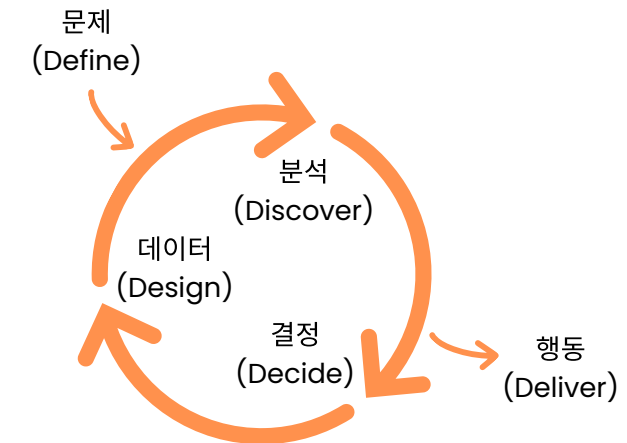 문제
(Define)
분석
(Discover)
데이터
(Design)
결정
(Decide)
행동
(Deliver)